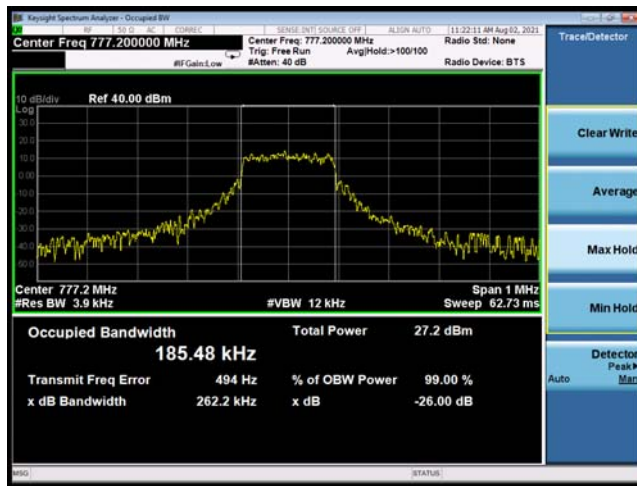 Keysight Spectrum Analyzer - Occupied BW
RF 50 Ω AC CORREC SENSE:INT SOURCE OFF ALIGN AUTO 11:22:11 AM Aug 02, 2021
Center Freq 777.200000 MHz
Center Freq: 777.200000 MHz
Radio Std: None
Trig: Free Run Avg|Hold:>100/100
#IFGain:Low #Atten: 40 dB Radio Device: BTS
Trace/Detector
10 dB/div Ref 40.00 dBm
Log
30.0
20.0
10.0
0.00
-10.0
-20.0
-30.0
-40.0
-50.0
Center 777.2 MHz Span 1 MHz
#Res BW 3.9 kHz #VBW 12 kHz Sweep 62.73 ms
Occupied Bandwidth Total Power 27.2 dBm
185.48 kHz
Transmit Freq Error 494 Hz % of OBW Power 99.00 %
x dB Bandwidth 262.2 kHz x dB -26.00 dB
Clear Write
Average
Max Hold
Min Hold
Detector
Peak
Auto Man
MSG STATUS